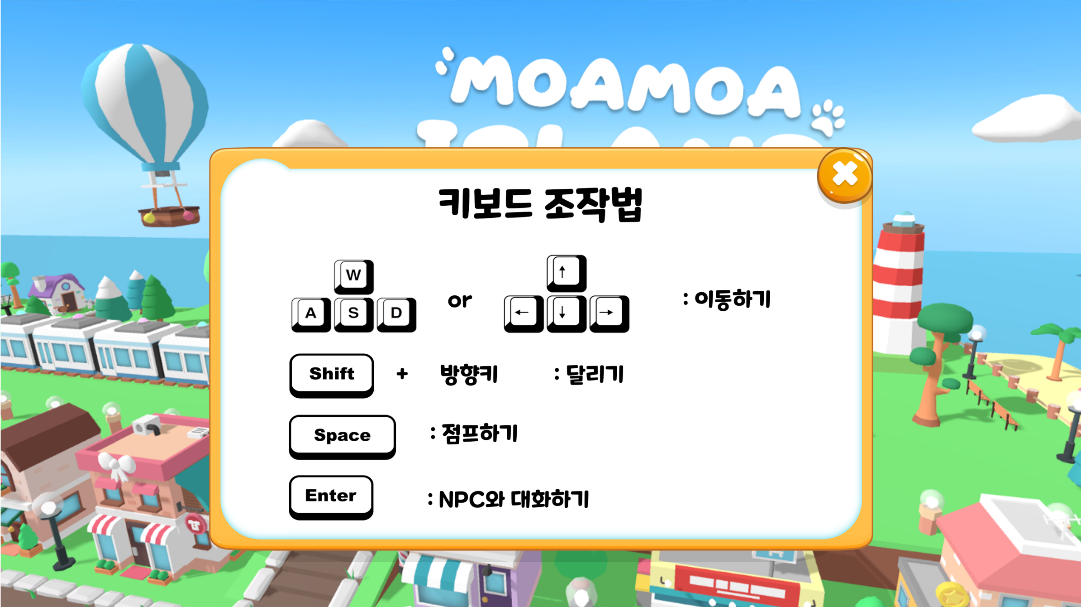 MOAMOA
키보드 조작법
W
A S D or ↑ ← ↓ → : 이동하기
Shift + 방향키 : 달리기
Space : 점프하기
Enter : NPC와 대화하기